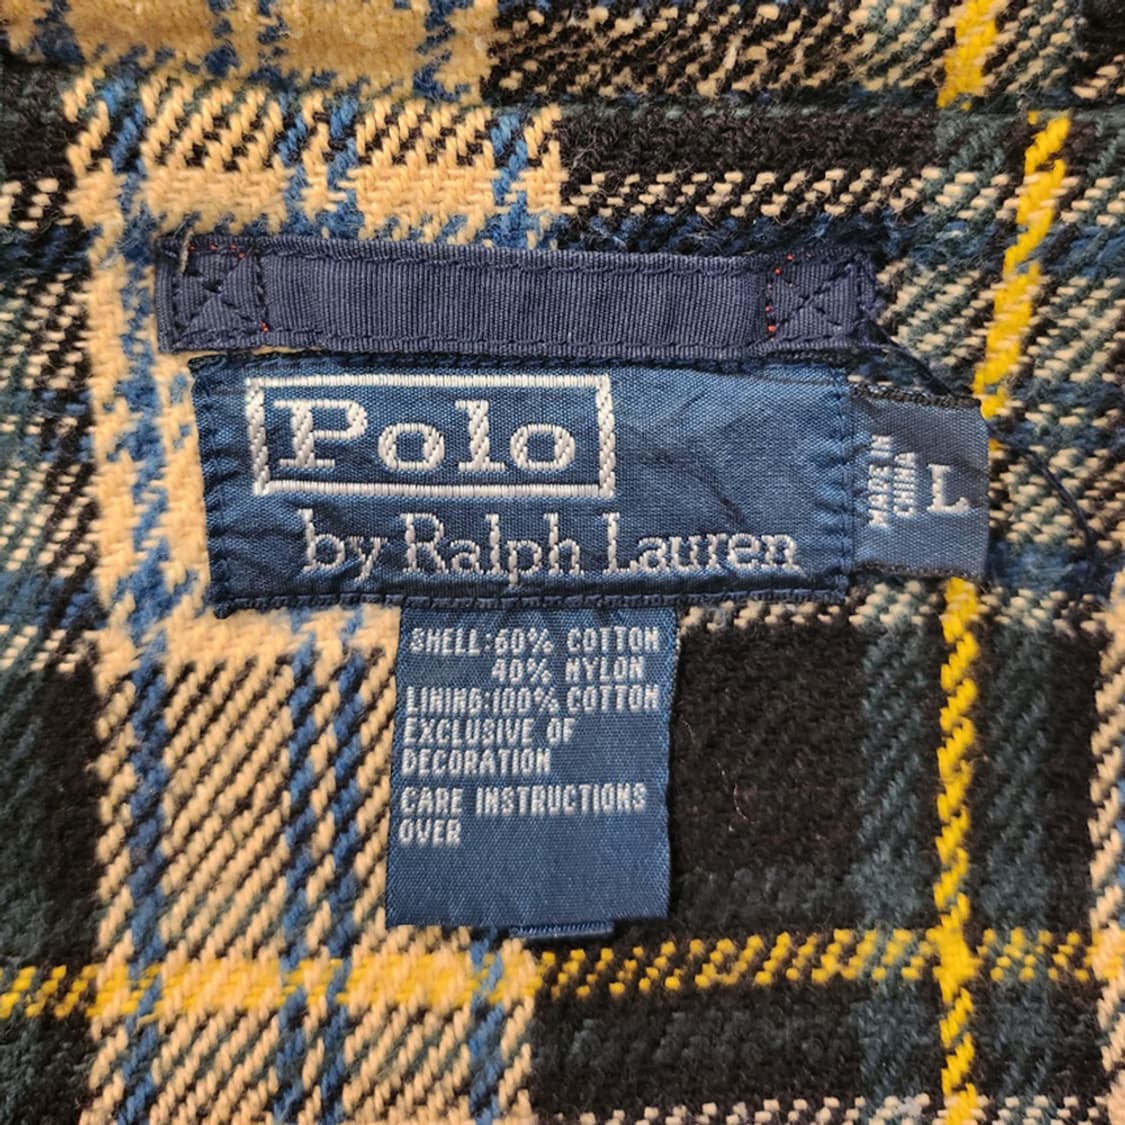 Polo
by Ralph Lauren
MADE IN
CHINA
L
SHELL:60% COTTON
40% NYLON
LINING:100% COTTON
EXCLUSIVE OF
DECORATION
CARE INSTRUCTIONS
OVER